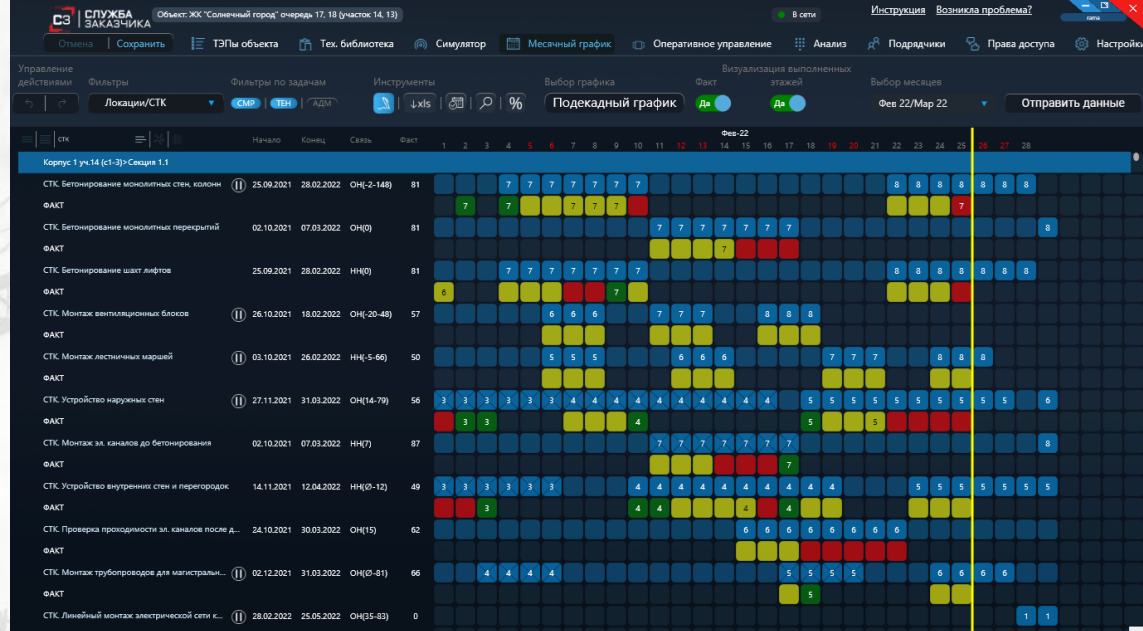 СЗ СЛУЖБА ЗАКАЗЧИКА Объект: ЖК "Солнечный город" очередь 17, 18 (участок 14, 13) В сети Инструкция Возникла проблема?
Отмена Сохранить ТЭПы объекта Тех. библиотека Симулятор Месячный график Оперативное управление Анализ Подрядчики Права доступа Настройки
Управление действиями Фильтры Фильтры по задачам Инструменты Выбор графика Факт Визуализация выполненных этажей Выбор месяцев
Локации/СТК СМР ТЕН АДМ xls % Подекадный график Да Да Фев 22/Мар 22 Отправить данные
Фев-22
СТК Начало Конец Связь Факт 1 2 3 4 5 6 7 8 9 10 11 12 13 14 15 16 17 18 19 20 21 22 23 24 25 26 27 28
Корпус 1 уч.14 (с1-3)>Секция 1.1
СТК. Бетонирование монолитных стен, колонн 25.09.2021 28.02.2022 ОН(-2-148) 81 7 7 7 7 7 7 7 8 8 8 8 8 8 8
ФАКТ 7 7 7 7 7 7
СТК. Бетонирование монолитных перекрытий 02.10.2021 07.03.2022 ОН(0) 81 7 7 7 7 7 7 7 8
ФАКТ 7
СТК. Бетонирование шахт лифтов 25.09.2021 28.02.2022 НН(0) 81 7 7 7 7 7 7 7 8 8 8 8 8 8 8
ФАКТ 6 7
СТК. Монтаж вентиляционных блоков 26.10.2021 18.02.2022 ОН(-20-48) 57 6 6 6 7 7 7 8 8 8
ФАКТ
СТК. Монтаж лестничных маршей 03.10.2021 26.02.2022 НН(-5-66) 50 5 5 5 6 6 6 7 7 7 8 8 8
ФАКТ
СТК. Устройство наружных стен 27.11.2021 31.03.2022 ОН(14-79) 56 3 3 3 3 3 3 4 4 4 4 4 4 4 4 4 4 5 5 5 5 5 5 5 5 5 5 6
ФАКТ 3 3 4 5 5
СТК. Монтаж эл. каналов до бетонирования 02.10.2021 07.03.2022 НН(7) 87 7 7 7 7 7 7 7 8
ФАКТ 7
СТК. Устройство внутренних стен и перегородок 14.11.2021 12.04.2022 НН(Ø-12) 49 3 3 3 3 3 3 4 4 4 4 4 4 4 4 4 4 5 5 5 5 5 5 5
ФАКТ 3 4 4 4 4
СТК. Проверка проходимости эл. каналов после д... 24.10.2021 30.03.2022 ОН(15) 62 6 6 6 6 6 6 6 6
ФАКТ
СТК. Монтаж трубопроводов для магистральн... 02.12.2021 31.03.2022 ОН(Ø-81) 66 4 4 4 4 5 5 5 5 6 6 6 6
ФАКТ 5
СТК. Линейный монтаж электрической сети к... 28.02.2022 25.05.2022 ОН(35-83) 0 1 1